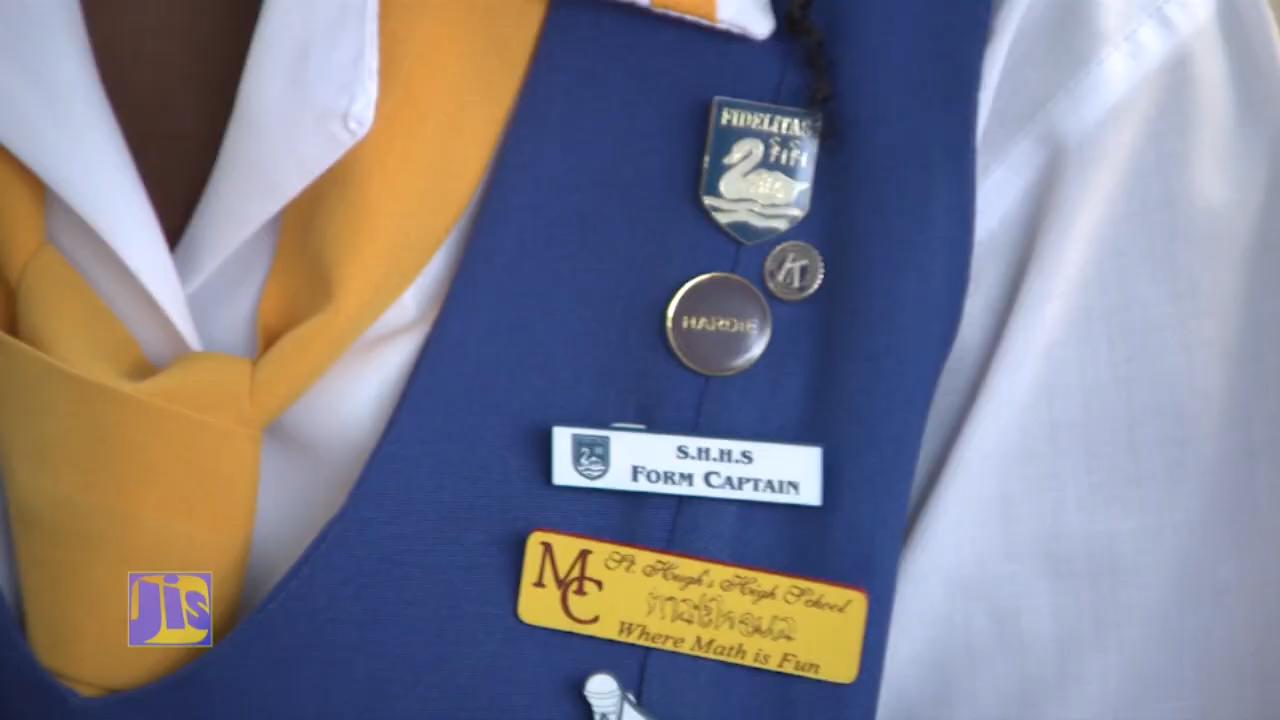 FIDELITAS
K
HARDIE
S.H.H.S
FORM CAPTAIN
MC
St. Hugh's High School
Where Math is Fun
JIS